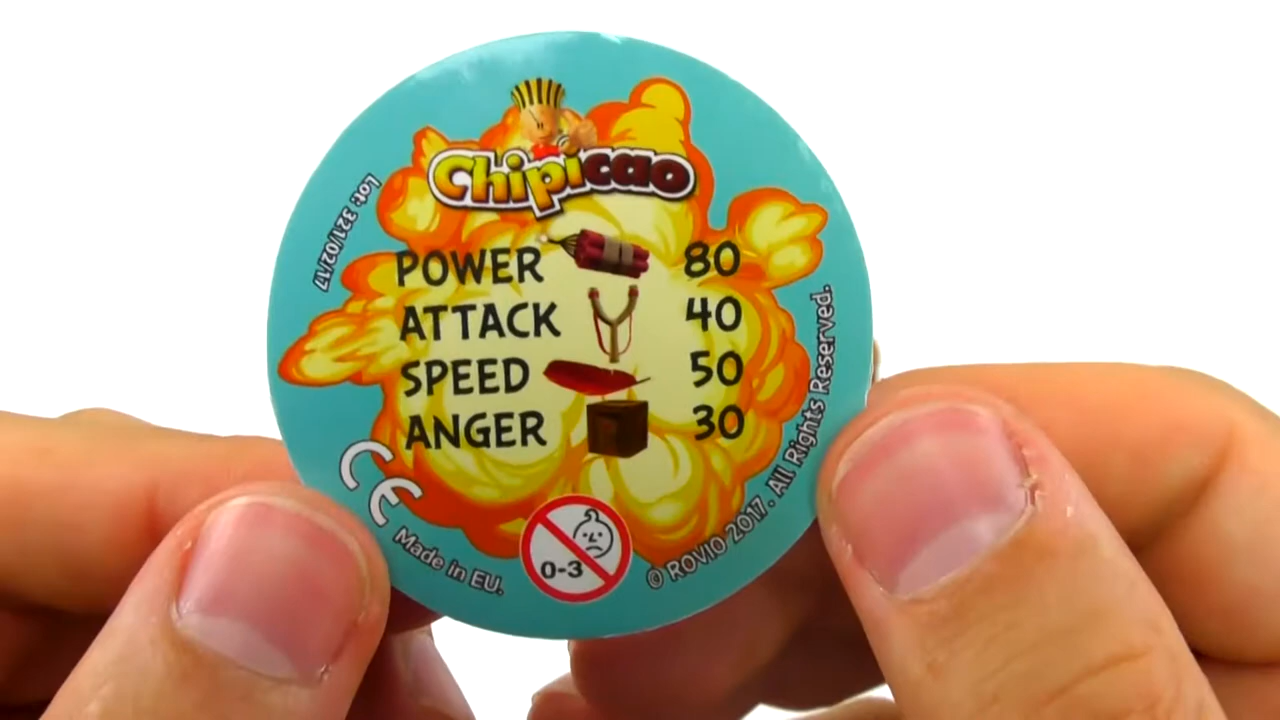 Chipicao
Lot: 321/02/17
POWER 80
ATTACK 40
SPEED 50
ANGER 30
CE
Made in EU.
0-3
© ROVIO 2017. All Rights Reserved.